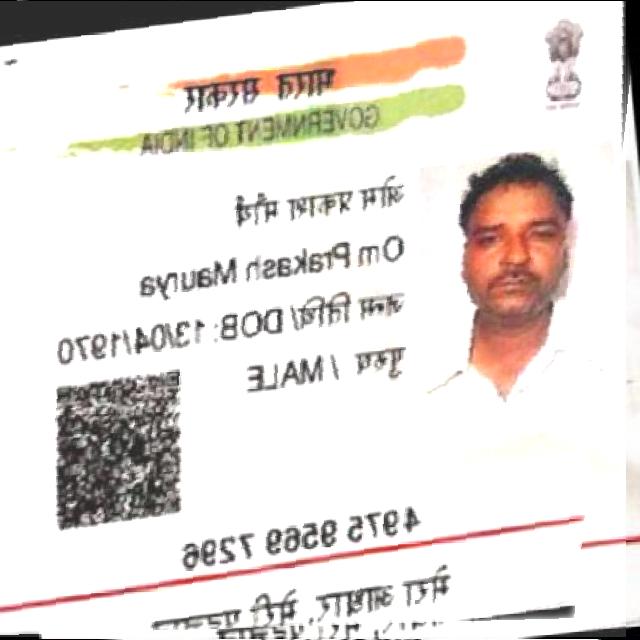 भारत सरकार
GOVERNMENT OF INDIA
ओम प्रकाश मौर्य
Om Prakash Maurya
जन्म तिथि/DOB: 13/04/1970
पुरुष / MALE
4975 9569 7296
मेरा आधार, मेरी पहचान